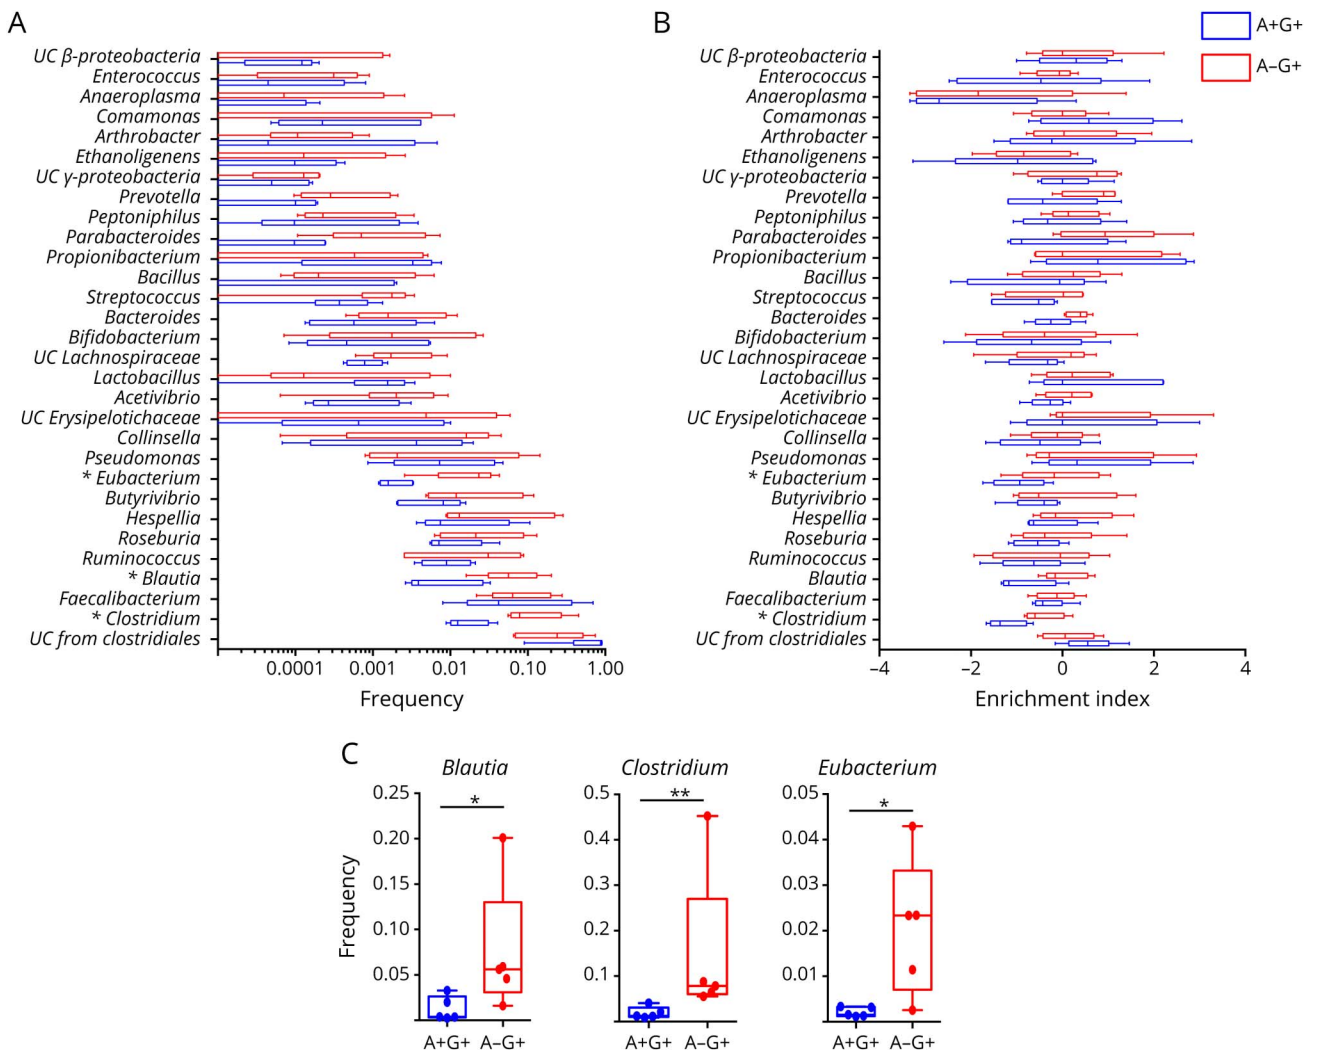 A
B
A+G+
A−G+
UC β-proteobacteria
Enterococcus
Anaeroplasma
Comamonas
Arthrobacter
Ethanoligenens
UC γ-proteobacteria
Prevotella
Peptoniphilus
Parabacteroides
Propionibacterium
Bacillus
Streptococcus
Bacteroides
Bifidobacterium
UC Lachnospiraceae
Lactobacillus
Acetivibrio
UC Erysipelotichaceae
Collinsella
Pseudomonas
* Eubacterium
Butyrivibrio
Hespellia
Roseburia
Ruminococcus
* Blautia
Faecalibacterium
* Clostridium
UC from clostridiales
0.0001 0.001 0.01 0.10 1.00
Frequency
UC β-proteobacteria
Enterococcus
Anaeroplasma
Comamonas
Arthrobacter
Ethanoligenens
UC γ-proteobacteria
Prevotella
Peptoniphilus
Parabacteroides
Propionibacterium
Bacillus
Streptococcus
Bacteroides
Bifidobacterium
UC Lachnospiraceae
Lactobacillus
Acetivibrio
UC Erysipelotichaceae
Collinsella
Pseudomonas
* Eubacterium
Butyrivibrio
Hespellia
Roseburia
Ruminococcus
Blautia
Faecalibacterium
* Clostridium
UC from clostridiales
−4 −2 0 2 4
Enrichment index
C
Blautia
*
0.25
0.20
0.15
0.10
0.05
Frequency
A+G+ A−G+
Clostridium
**
0.5
0.4
0.3
0.2
0.1
A+G+ A−G+
Eubacterium
*
0.05
0.04
0.03
0.02
0.01
A+G+ A−G+